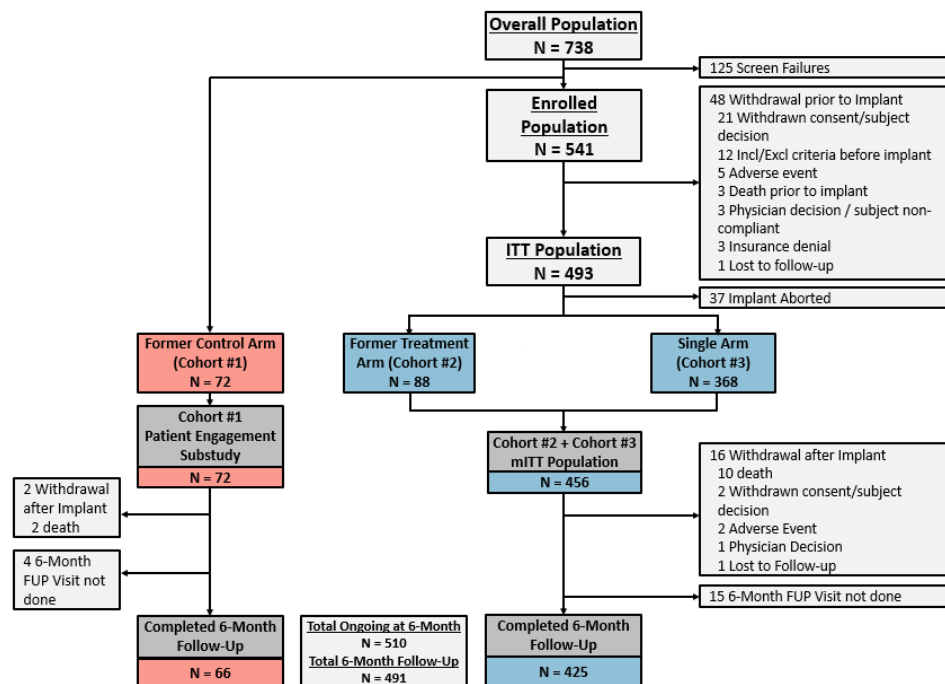 Overall Population
N = 738
125 Screen Failures
Enrolled
Population
N = 541
48 Withdrawal prior to Implant
21 Withdrawn consent/subject
decision
12 Incl/Excl criteria before implant
5 Adverse event
3 Death prior to implant
3 Physician decision / subject non-
compliant
3 Insurance denial
1 Lost to follow-up
ITT Population
N = 493
37 Implant Aborted
Former Control Arm
(Cohort #1)
N = 72
Former Treatment
Arm (Cohort #2)
N = 88
Single Arm
(Cohort #3)
N = 368
Cohort #1
Patient Engagement
Substudy
N = 72
Cohort #2 + Cohort #3
mITT Population
N = 456
2 Withdrawal
after Implant
2 death
16 Withdrawal after Implant
10 death
2 Withdrawn consent/subject
decision
2 Adverse Event
1 Physician Decision
1 Lost to Follow-up
4 6-Month
FUP Visit not
done
15 6-Month FUP Visit not done
Completed 6-Month
Follow-Up
N = 66
Total Ongoing at 6-Month
N = 510
Total 6-Month Follow-Up
N = 491
Completed 6-Month
Follow-Up
N = 425